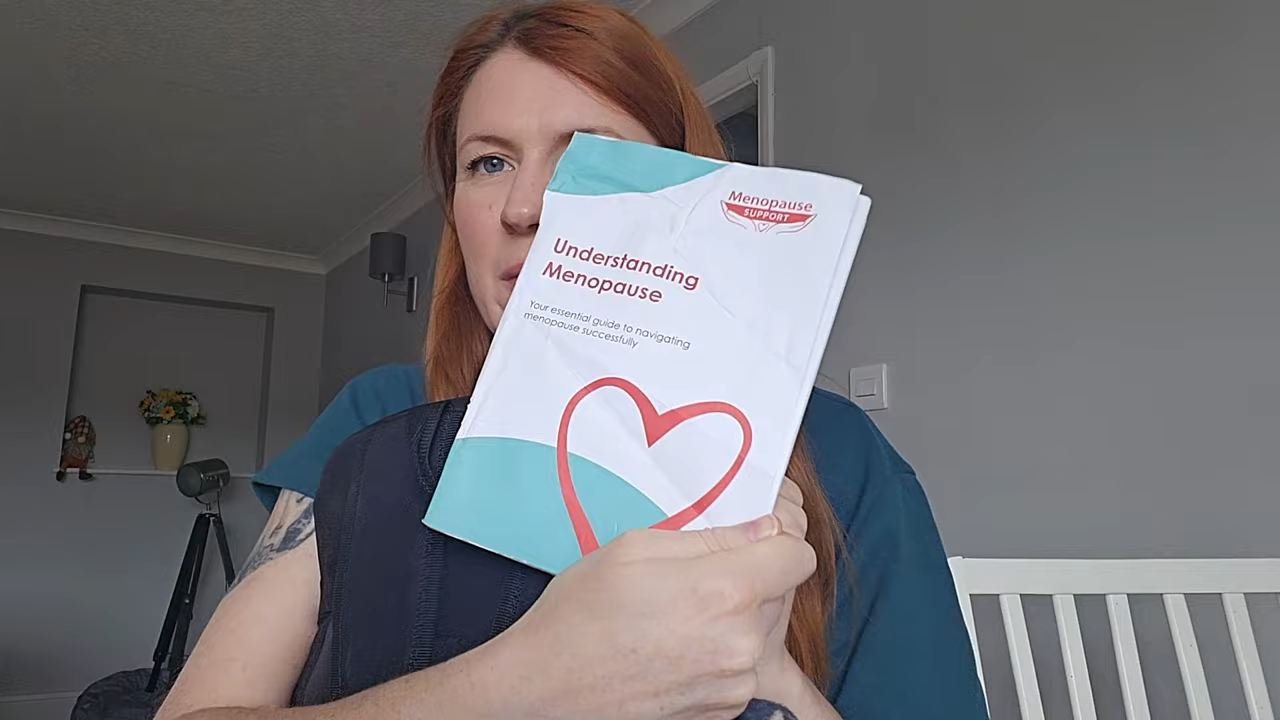 Menopause
SUPPORT
Understanding
Menopause
Your essential guide to navigating
menopause successfully